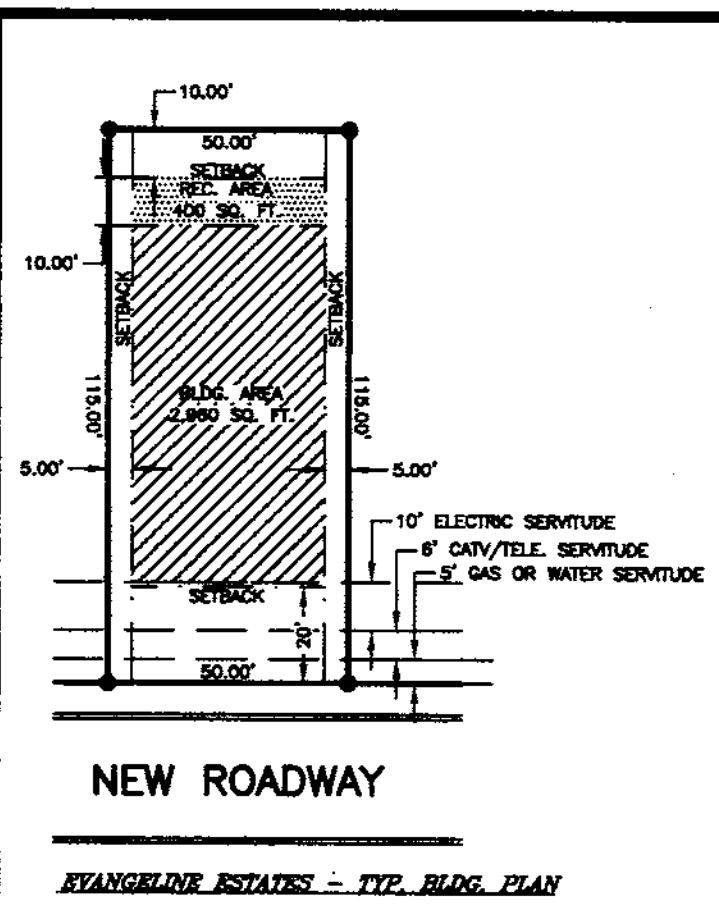 10.00'
50.00'
SETBACK
REC. AREA
400 SQ. FT.
10.00'
SETBACK
SETBACK
BLDG. AREA
2,960 SQ. FT.
115.00'
115.00'
5.00'
5.00'
10' ELECTRIC SERVITUDE
6' CATV/TELE. SERVITUDE
5' GAS OR WATER SERVITUDE
SETBACK
20'
50.00'
NEW ROADWAY
EVANGELINE ESTATES - TYP. BLDG. PLAN